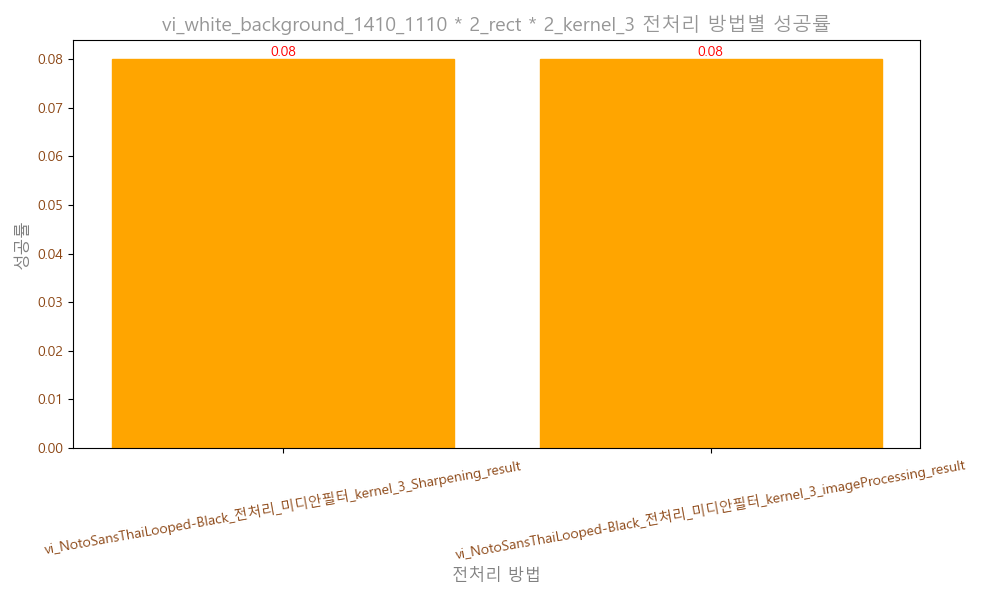 vi_white_background_1410_1110 * 2_rect * 2_kernel_3 전처리 방법별 성공률
0.08 0.08
성공률
0.08
0.07
0.06
0.05
0.04
0.03
0.02
0.01
0.00
vi_NotoSansThaiLooped-Black_전처리_미디안필터_kernel_3_Sharpening_result
vi_NotoSansThaiLooped-Black_전처리_미디안필터_kernel_3_imageProcessing_result
전처리 방법